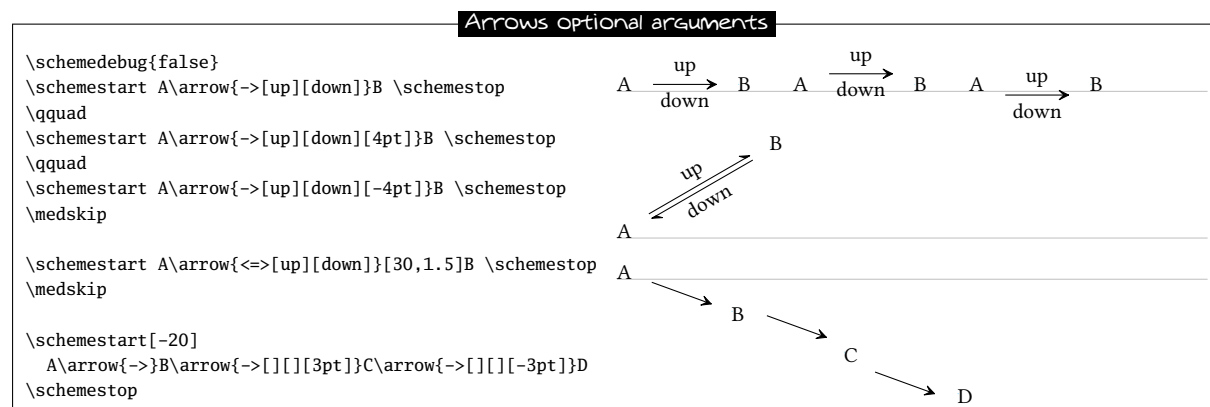 Arrows optional arguments
\schemedebug{false}
\schemestart A\arrow{->[up][down]}B \schemestop
\qquad
\schemestart A\arrow{->[up][down][4pt]}B \schemestop
\qquad
\schemestart A\arrow{->[up][down][-4pt]}B \schemestop
\medskip
\schemestart A\arrow{<=>[up][down]}[30,1.5]B \schemestop
\medskip
\schemestart[-20]
A\arrow{->}B\arrow{->[][][3pt]}C\arrow{->[][][-3pt]}D
\schemestop
A up down B A up down B A up down B
B
up
down
A
A
B
C
D